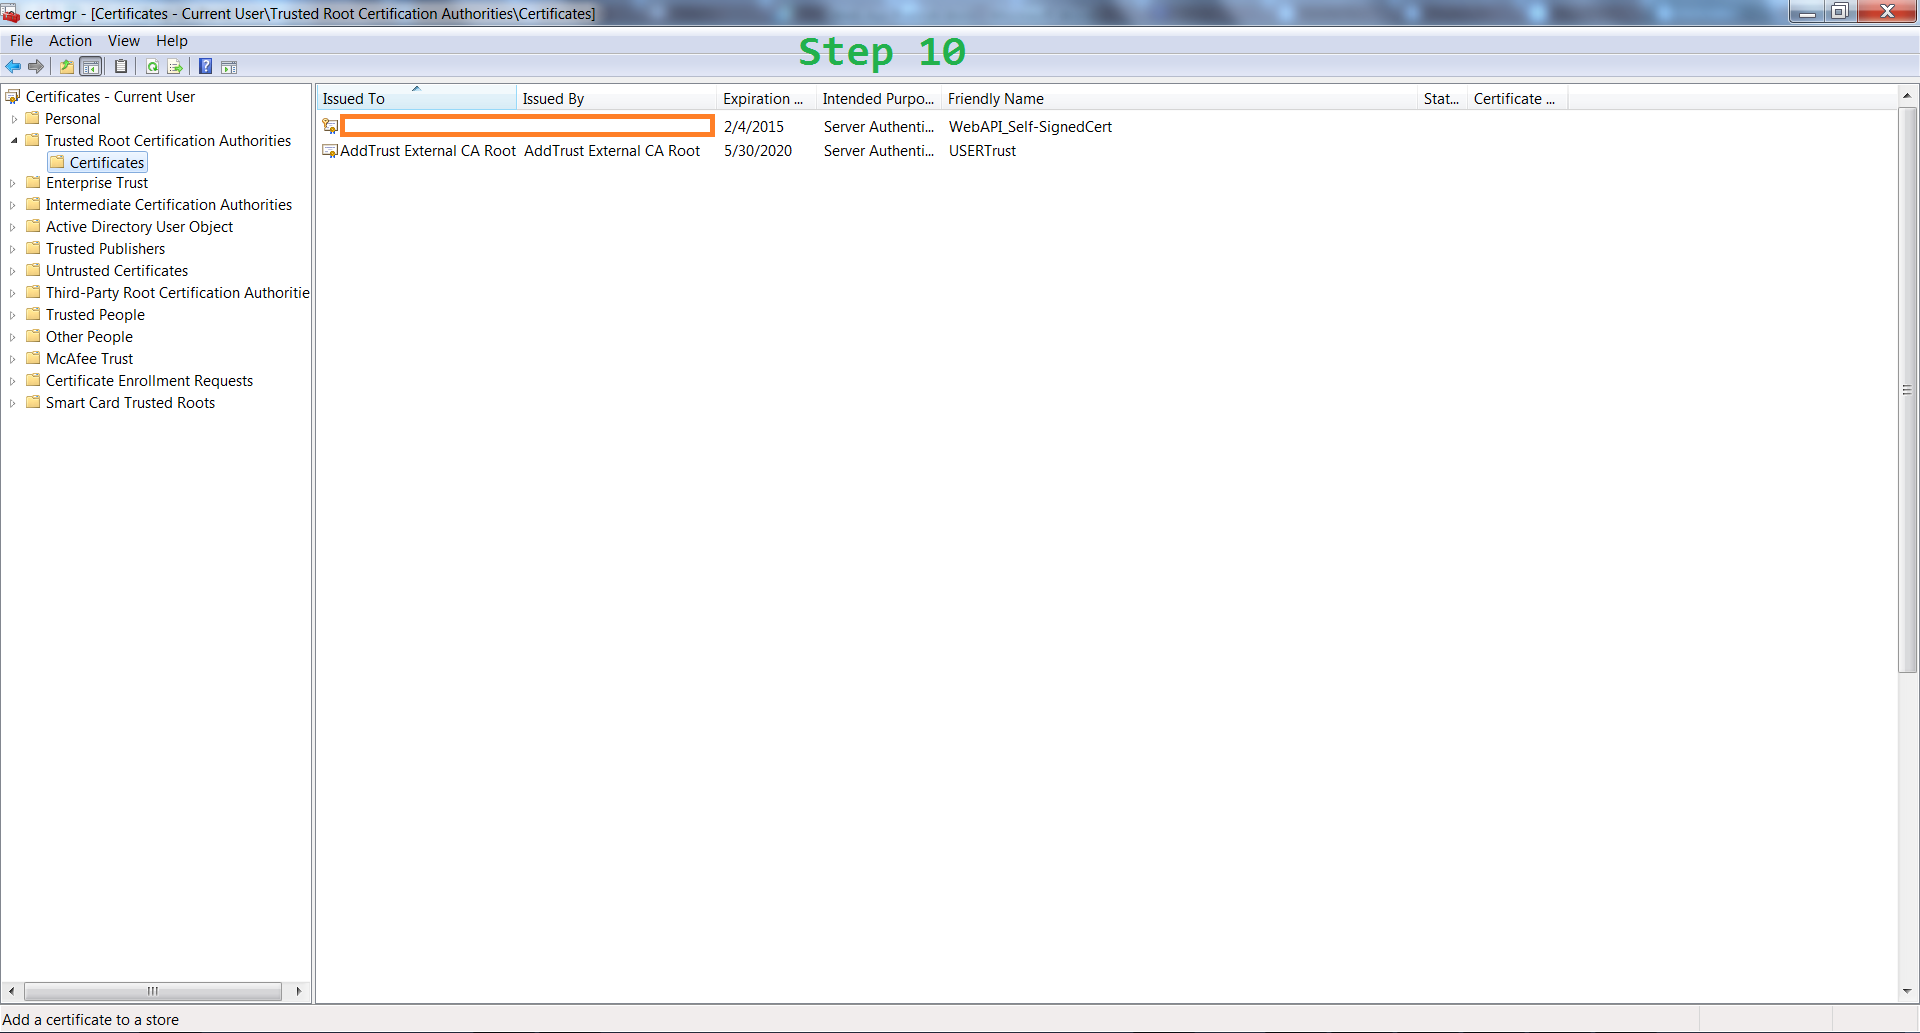 certmgr - [Certificates - Current User\Trusted Root Certification Authorities\Certificates]
File Action View Help
Step 10
Certificates - Current User
Personal
Trusted Root Certification Authorities
Certificates
Enterprise Trust
Intermediate Certification Authorities
Active Directory User Object
Trusted Publishers
Untrusted Certificates
Third-Party Root Certification Authoritie
Trusted People
Other People
McAfee Trust
Certificate Enrollment Requests
Smart Card Trusted Roots
Issued To Issued By Expiration ... Intended Purpo... Friendly Name Stat... Certificate ...
2/4/2015 Server Authenti... WebAPI_Self-SignedCert
AddTrust External CA Root AddTrust External CA Root 5/30/2020 Server Authenti... USERTrust
Add a certificate to a store